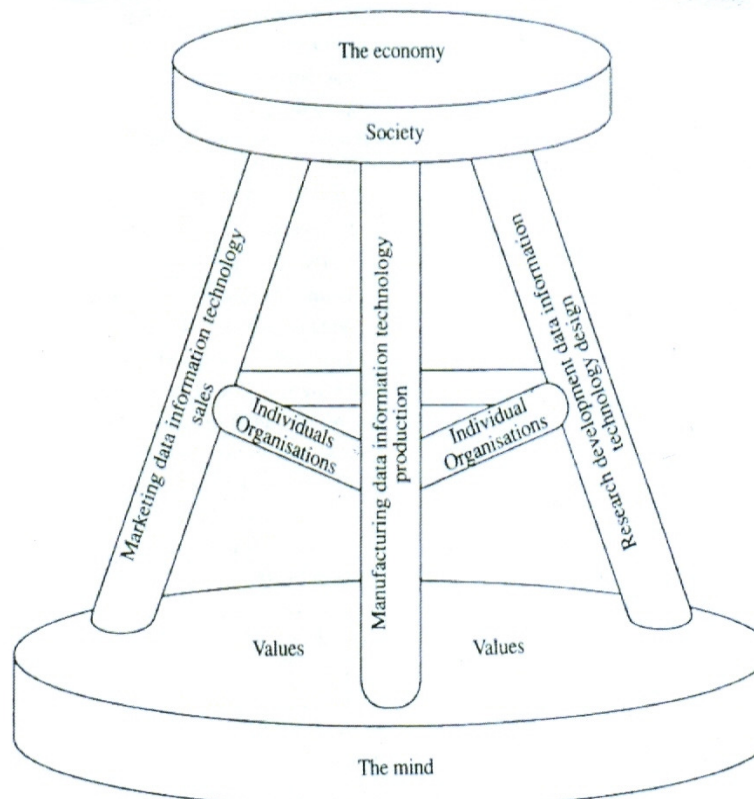 The economy
Society
Marketing data information technology
sales
Individuals
Organisations
Manufacturing data information technology
production
Individual
Organisations
Research development data information
technology design
Values
Values
The mind